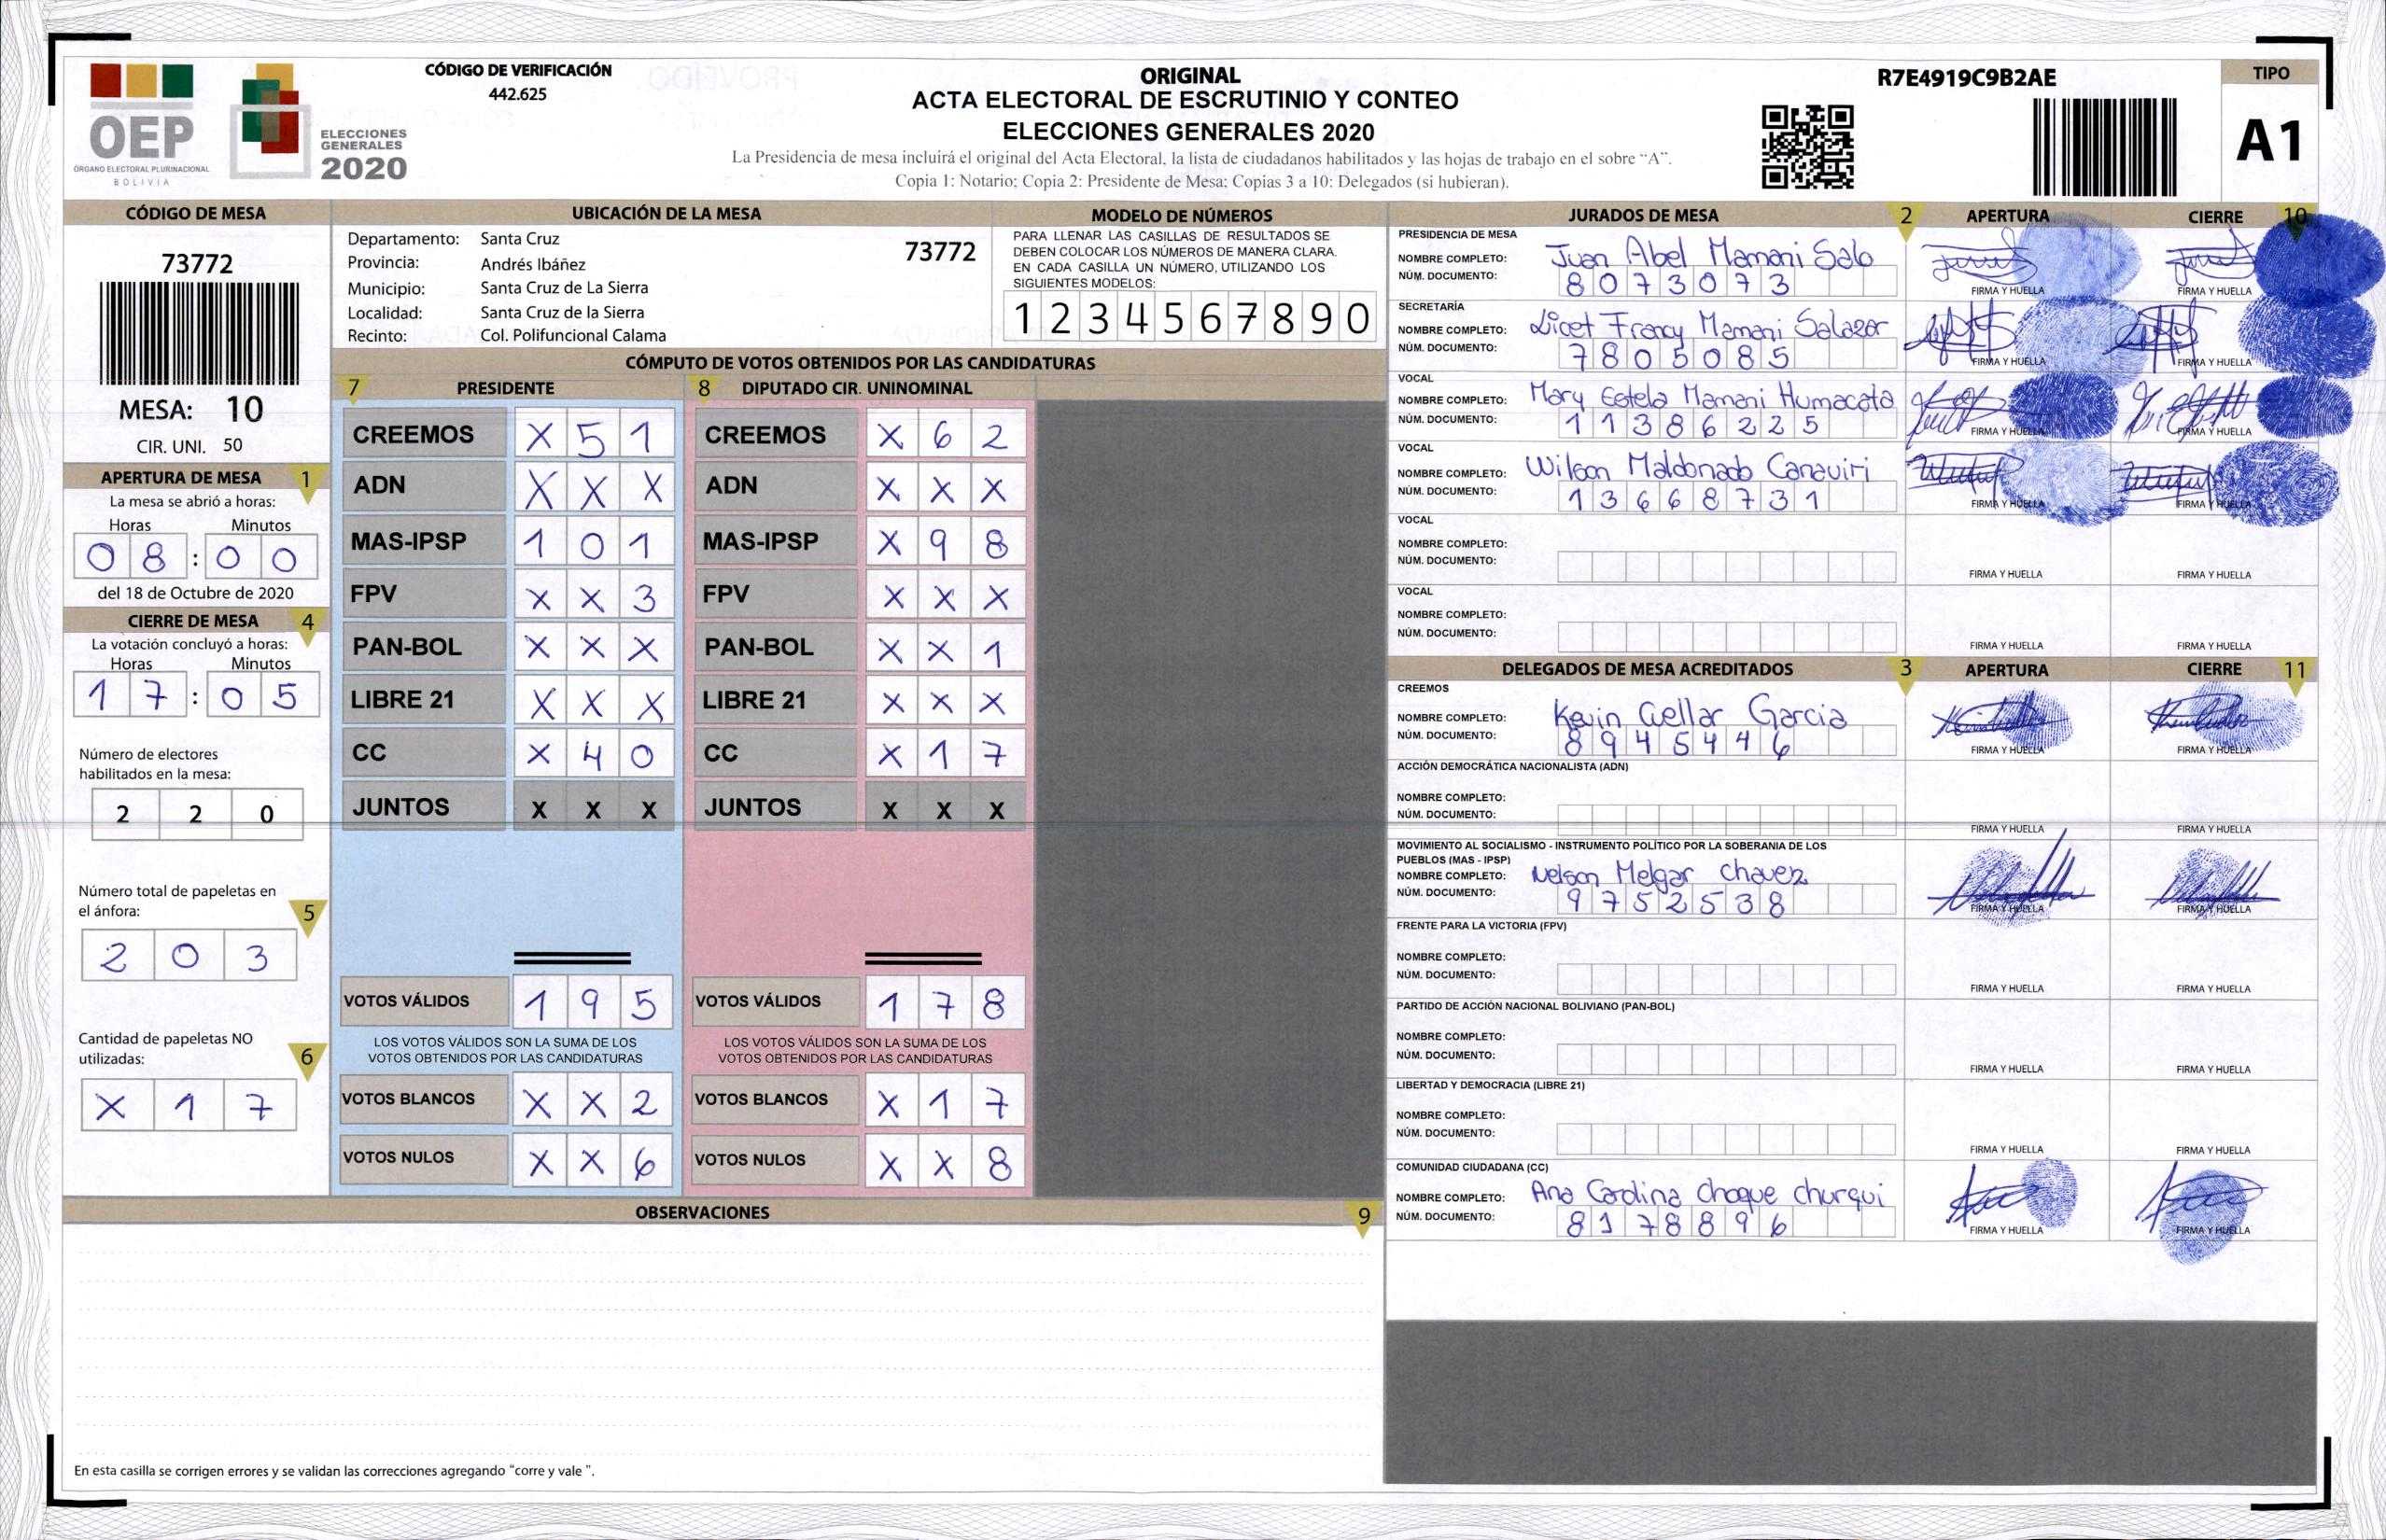 CÓDIGO DE VERIFICACIÓN
442.625
OEP
ÓRGANO ELECTORAL PLURINACIONAL
BOLIVIA
ELECCIONES
GENERALES
2020
ORIGINAL
ACTA ELECTORAL DE ESCRUTINIO Y CONTEO
ELECCIONES GENERALES 2020
La Presidencia de mesa incluirá el original del Acta Electoral, la lista de ciudadanos habilitados y las hojas de trabajo en el sobre "A".
Copia 1: Notario; Copia 2: Presidente de Mesa; Copias 3 a 10: Delegados (si hubieran).
R7E4919C9B2AE
TIPO
A1
CÓDIGO DE MESA
73772
MESA: 10
CIR. UNI. 50
APERTURA DE MESA 1
La mesa se abrió a horas:
Horas Minutos
0 8 : 0 0
del 18 de Octubre de 2020
CIERRE DE MESA 4
La votación concluyó a horas:
Horas Minutos
1 7 : 0 5
Número de electores
habilitados en la mesa:
2 2 0
Número total de papeletas en
el ánfora: 5
2 0 3
Cantidad de papeletas NO
utilizadas: 6
X 1 7
UBICACIÓN DE LA MESA
Departamento: Santa Cruz
73772
Provincia: Andrés Ibáñez
Municipio: Santa Cruz de La Sierra
Localidad: Santa Cruz de la Sierra
Recinto: Col. Polifuncional Calama
MODELO DE NÚMEROS
PARA LLENAR LAS CASILLAS DE RESULTADOS SE
DEBEN COLOCAR LOS NÚMEROS DE MANERA CLARA.
EN CADA CASILLA UN NÚMERO, UTILIZANDO LOS
SIGUIENTES MODELOS:
1 2 3 4 5 6 7 8 9 0
CÓMPUTO DE VOTOS OBTENIDOS POR LAS CANDIDATURAS
7 PRESIDENTE
CREEMOS X 5 1
ADN X X X
MAS-IPSP 1 0 1
FPV X X 3
PAN-BOL X X X
LIBRE 21 X X X
CC X 4 0
JUNTOS X X X
VOTOS VÁLIDOS 1 9 5
LOS VOTOS VÁLIDOS SON LA SUMA DE LOS
VOTOS OBTENIDOS POR LAS CANDIDATURAS
VOTOS BLANCOS X X 2
VOTOS NULOS X X 6
8 DIPUTADO CIR. UNINOMINAL
CREEMOS X 6 2
ADN X X X
MAS-IPSP X 9 8
FPV X X X
PAN-BOL X X 1
LIBRE 21 X X X
CC X 1 7
JUNTOS X X X
VOTOS VÁLIDOS 1 7 8
LOS VOTOS VÁLIDOS SON LA SUMA DE LOS
VOTOS OBTENIDOS POR LAS CANDIDATURAS
VOTOS BLANCOS X 1 7
VOTOS NULOS X X 8
OBSERVACIONES 9
En esta casilla se corrigen errores y se validan las correcciones agregando "corre y vale ".
JURADOS DE MESA 2 APERTURA CIERRE 10
PRESIDENCIA DE MESA
NOMBRE COMPLETO: Juan Abel Mamani Salo
NÚM. DOCUMENTO: 8073073
FIRMA Y HUELLA FIRMA Y HUELLA
SECRETARÍA
NOMBRE COMPLETO: Licet Francy Mamani Salazar
NÚM. DOCUMENTO: 7805085
FIRMA Y HUELLA FIRMA Y HUELLA
VOCAL
NOMBRE COMPLETO: Mary Estela Mamani Humacata
NÚM. DOCUMENTO: 11386225
FIRMA Y HUELLA FIRMA Y HUELLA
VOCAL
NOMBRE COMPLETO: Wilson Maldonado Canaviri
NÚM. DOCUMENTO: 13668731
FIRMA Y HUELLA FIRMA Y HUELLA
VOCAL
NOMBRE COMPLETO:
NÚM. DOCUMENTO:
FIRMA Y HUELLA FIRMA Y HUELLA
VOCAL
NOMBRE COMPLETO:
NÚM. DOCUMENTO:
FIRMA Y HUELLA FIRMA Y HUELLA
DELEGADOS DE MESA ACREDITADOS 3 APERTURA CIERRE 11
CREEMOS
NOMBRE COMPLETO: Kevin Cuellar Garcia
NÚM. DOCUMENTO: 8945446
FIRMA Y HUELLA FIRMA Y HUELLA
ACCIÓN DEMOCRÁTICA NACIONALISTA (ADN)
NOMBRE COMPLETO:
NÚM. DOCUMENTO:
FIRMA Y HUELLA FIRMA Y HUELLA
MOVIMIENTO AL SOCIALISMO - INSTRUMENTO POLÍTICO POR LA SOBERANIA DE LOS
PUEBLOS (MAS - IPSP)
NOMBRE COMPLETO: Nelson Melgar Chavez
NÚM. DOCUMENTO: 9752538
FIRMA Y HUELLA FIRMA Y HUELLA
FRENTE PARA LA VICTORIA (FPV)
NOMBRE COMPLETO:
NÚM. DOCUMENTO:
FIRMA Y HUELLA FIRMA Y HUELLA
PARTIDO DE ACCIÓN NACIONAL BOLIVIANO (PAN-BOL)
NOMBRE COMPLETO:
NÚM. DOCUMENTO:
FIRMA Y HUELLA FIRMA Y HUELLA
LIBERTAD Y DEMOCRACIA (LIBRE 21)
NOMBRE COMPLETO:
NÚM. DOCUMENTO:
FIRMA Y HUELLA FIRMA Y HUELLA
COMUNIDAD CIUDADANA (CC)
NOMBRE COMPLETO: Ana Carolina Choque Churqui
NÚM. DOCUMENTO: 8178896
FIRMA Y HUELLA FIRMA Y HUELLA